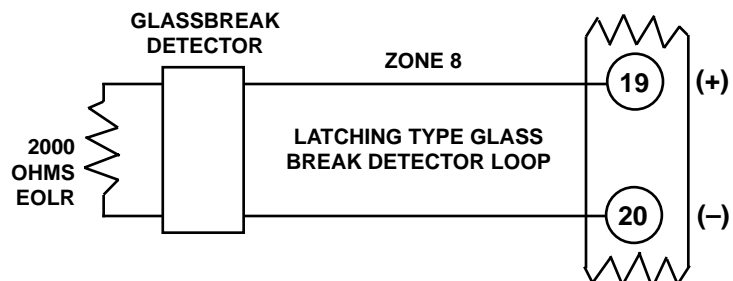 GLASSBREAK
DETECTOR
ZONE 8
19
(+)
2000
OHMS
EOLR
LATCHING TYPE GLASS
BREAK DETECTOR LOOP
20
(–)